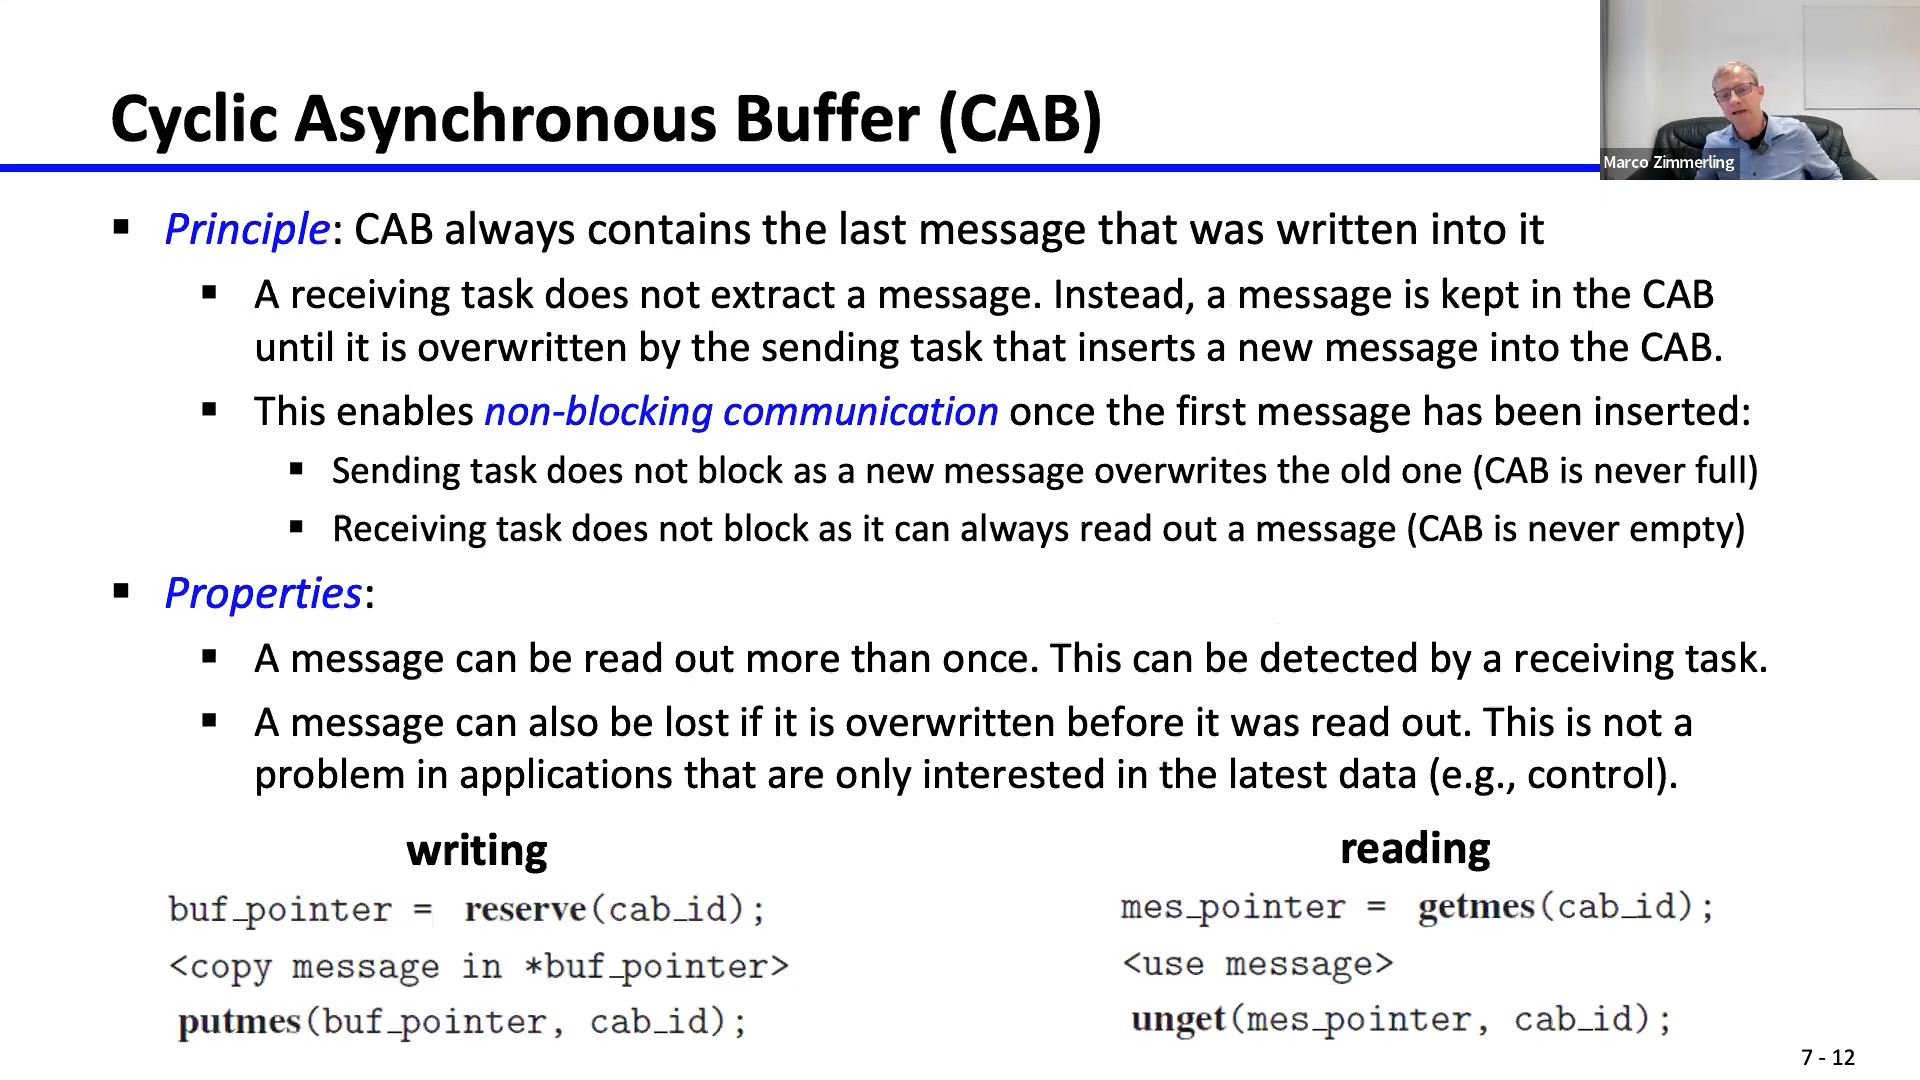 Cyclic Asynchronous Buffer (CAB)
Marco Zimmerling
▪ Principle: CAB always contains the last message that was written into it
▪ A receiving task does not extract a message. Instead, a message is kept in the CAB
until it is overwritten by the sending task that inserts a new message into the CAB.
▪ This enables non-blocking communication once the first message has been inserted:
▪ Sending task does not block as a new message overwrites the old one (CAB is never full)
▪ Receiving task does not block as it can always read out a message (CAB is never empty)
▪ Properties:
▪ A message can be read out more than once. This can be detected by a receiving task.
▪ A message can also be lost if it is overwritten before it was read out. This is not a
problem in applications that are only interested in the latest data (e.g., control).
writing
buf_pointer = reserve(cab_id);
<copy message in *buf_pointer>
putmes(buf_pointer, cab_id);
reading
mes_pointer = getmes(cab_id);
<use message>
unget(mes_pointer, cab_id);
7 - 12